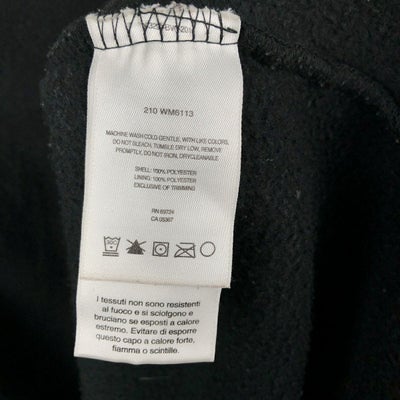 210 WM6113
MACHINE WASH COLD GENTLE, WITH LIKE COLORS,
DO NOT BLEACH, TUMBLE DRY LOW, REMOVE
PROMPTLY, DO NOT IRON, DRYCLEANABLE
SHELL: 100% POLYESTER
LINING: 100% POLYESTER
EXCLUSIVE OF TRIMMING
RN 69724
CA 05367
I tessuti non sono resistenti
al fuoco e si sciolgono e
bruciano se esposti a calore
estremo. Evitare di esporre
questo capo a calore forte,
fiamma o scintille.